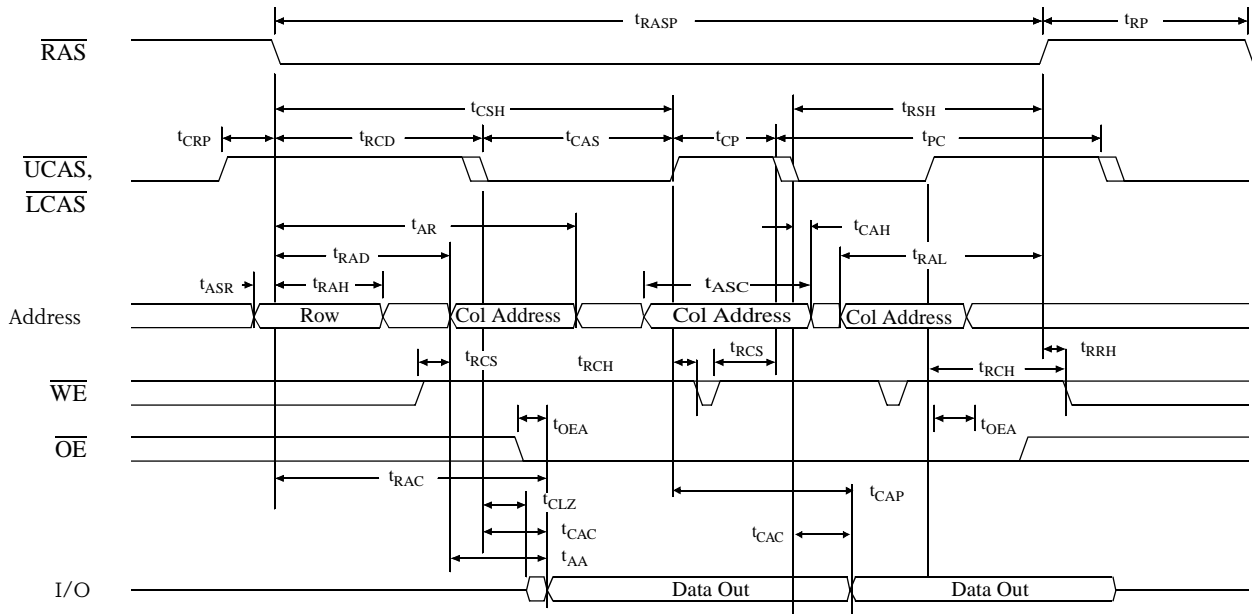 tRASP tRP
RAS
tCSH tRSH
tCRP tRCD tCAS tCP tPC
UCAS,
LCAS
tAR tCAH
tRAD tRAL
tASR tRAH tASC
Address Row Col Address Col Address Col Address
tRCS tRCH tRCS tRCH tRRH
WE
tOEA tOEA
OE
tRAC
tCLZ tCAP
tCAC tCAC
tAA
I/O Data Out Data Out